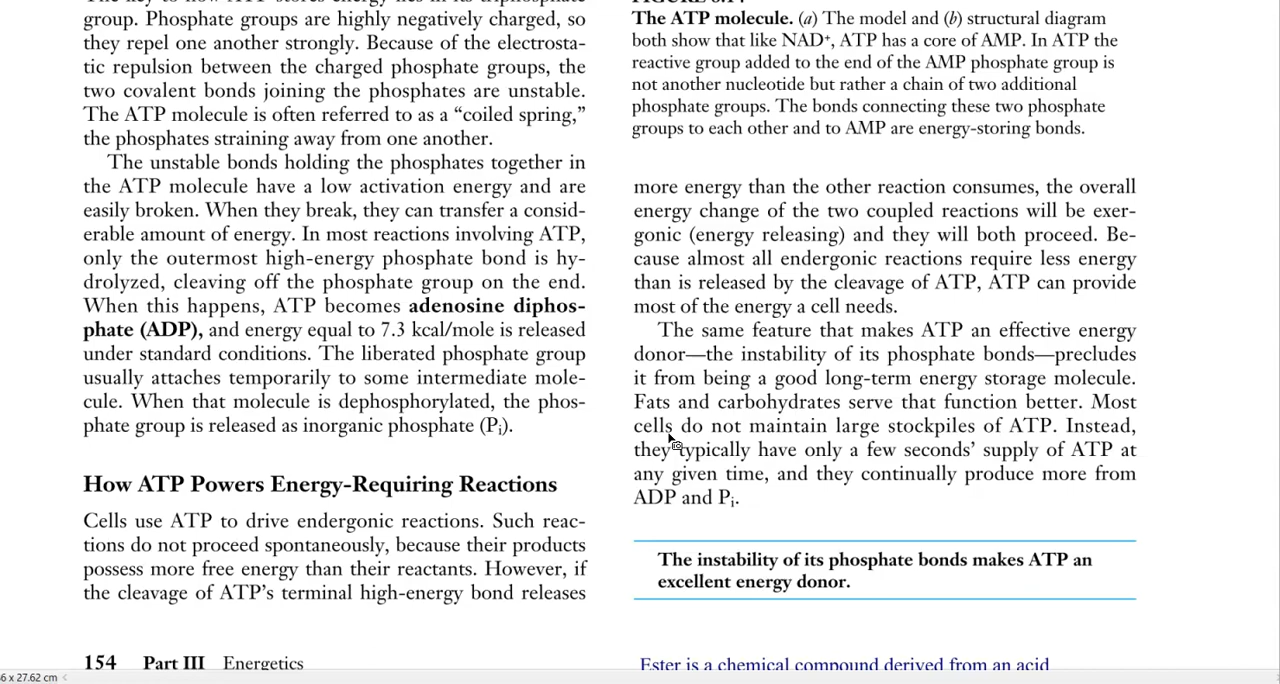 The key to how ATP stores energy lies in its triphosphate
group. Phosphate groups are highly negatively charged, so
they repel one another strongly. Because of the electrosta-
tic repulsion between the charged phosphate groups, the
two covalent bonds joining the phosphates are unstable.
The ATP molecule is often referred to as a “coiled spring,”
the phosphates straining away from one another.
The unstable bonds holding the phosphates together in
the ATP molecule have a low activation energy and are
easily broken. When they break, they can transfer a consid-
erable amount of energy. In most reactions involving ATP,
only the outermost high-energy phosphate bond is hy-
drolyzed, cleaving off the phosphate group on the end.
When this happens, ATP becomes adenosine diphos-
phate (ADP), and energy equal to 7.3 kcal/mole is released
under standard conditions. The liberated phosphate group
usually attaches temporarily to some intermediate mole-
cule. When that molecule is dephosphorylated, the phos-
phate group is released as inorganic phosphate (Pi).
How ATP Powers Energy-Requiring Reactions
Cells use ATP to drive endergonic reactions. Such reac-
tions do not proceed spontaneously, because their products
possess more free energy than their reactants. However, if
the cleavage of ATP’s terminal high-energy bond releases
FIGURE 8.14
The ATP molecule. (a) The model and (b) structural diagram
both show that like NAD+, ATP has a core of AMP. In ATP the
reactive group added to the end of the AMP phosphate group is
not another nucleotide but rather a chain of two additional
phosphate groups. The bonds connecting these two phosphate
groups to each other and to AMP are energy-storing bonds.
more energy than the other reaction consumes, the overall
energy change of the two coupled reactions will be exer-
gonic (energy releasing) and they will both proceed. Be-
cause almost all endergonic reactions require less energy
than is released by the cleavage of ATP, ATP can provide
most of the energy a cell needs.
The same feature that makes ATP an effective energy
donor—the instability of its phosphate bonds—precludes
it from being a good long-term energy storage molecule.
Fats and carbohydrates serve that function better. Most
cells do not maintain large stockpiles of ATP. Instead,
they typically have only a few seconds’ supply of ATP at
any given time, and they continually produce more from
ADP and Pi.
The instability of its phosphate bonds makes ATP an
excellent energy donor.
154 Part III Energetics
Ester is a chemical compound derived from an acid
6 x 27.62 cm